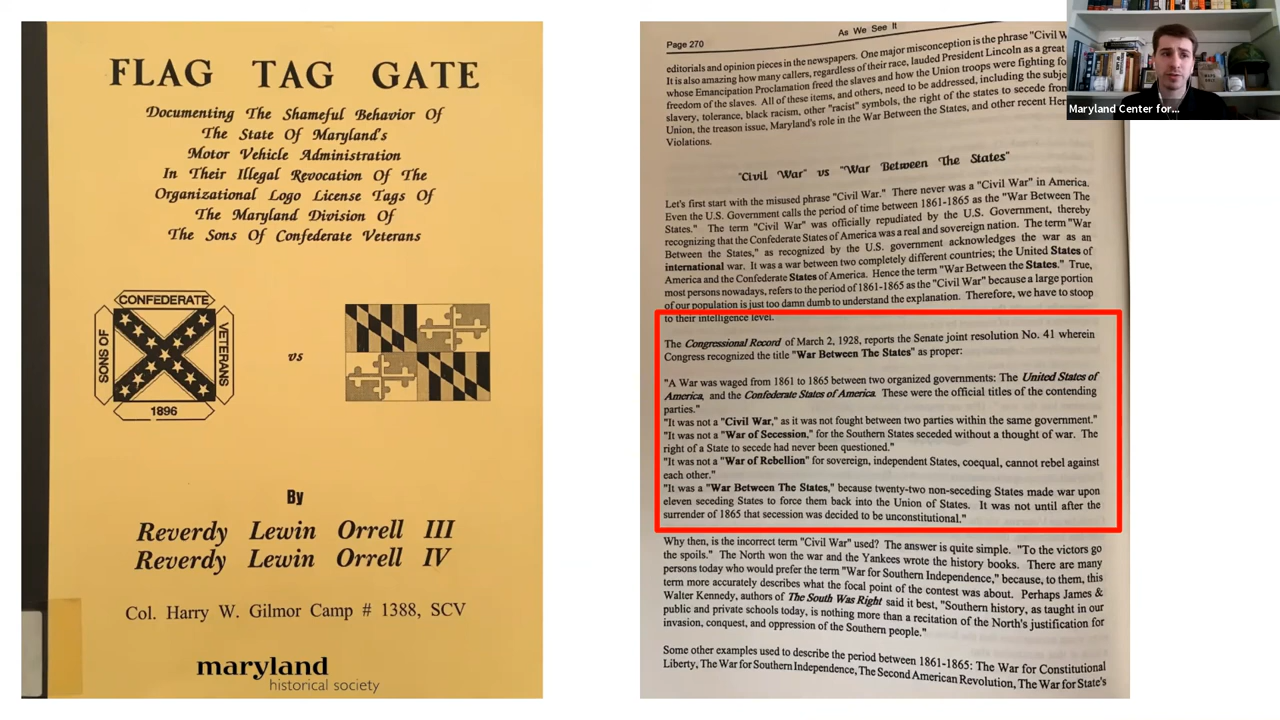 FLAG TAG GATE
Documenting The Shameful Behavior Of
The State Of Maryland's
Motor Vehicle Administration
In Their Illegal Revocation Of The
Organizational Logo License Tags Of
The Maryland Division Of
The Sons Of Confederate Veterans
CONFEDERATE
SONS OF
VETERANS
1896
vs
By
Reverdy Lewin Orrell III
Reverdy Lewin Orrell IV
Col. Harry W. Gilmor Camp # 1388, SCV
maryland
historical society
As We See It
Page 270
editorials and opinion pieces in the newspapers. One major misconception is the phrase "Civil
It is also amazing how many callers, regardless of their race, lauded President Lincoln as a great
whose Emancipation Proclamation freed the slaves and how the Union troops were fighting
freedom of the slaves. All of these items, and others, need to be addressed, including the
slavery, tolerance, black racism, other "racist" symbols, the right of the states to secede
Union, the treason issue, Maryland's role in the War Between the States, and other recent
Violations.
"Civil War" vs "War Between The States"
Let's first start with the misused phrase "Civil War." There never was a "Civil War" in America.
Even the U.S. Government calls the period of time between 1861-1865 as the "War Between The
States." The term "Civil War" was officially repudiated by the U.S. Government, thereby
recognizing that the Confederate States of America was a real and sovereign nation. The term "War
Between the States," as recognized by the U.S. government acknowledges the war as an
international war. It was a war between two completely different countries; the United States of
America and the Confederate States of America. Hence the term "War Between the States." True,
most persons nowadays, refers to the period of 1861-1865 as the "Civil War" because a large portion
of our population is just too damn dumb to understand the explanation. Therefore, we have to stoop
to their intelligence level.
The Congressional Record of March 2, 1928, reports the Senate joint resolution No. 41 wherein
Congress recognized the title "War Between The States" as proper:
"A War was waged from 1861 to 1865 between two organized governments: The United States of
America, and the Confederate States of America. These were the official titles of the contending
parties."
"It was not a "Civil War," as it was not fought between two parties within the same government."
"It was not a "War of Secession," for the Southern States seceded without a thought of war. The
right of a State to secede had never been questioned."
"It was not a "War of Rebellion" for sovereign, independent States, coequal, cannot rebel against
each other."
"It was a "War Between The States," because twenty-two non-seceding States made war upon
eleven seceding States to force them back into the Union of States. It was not until after the
surrender of 1865 that secession was decided to be unconstitutional."
Why then, is the incorrect term "Civil War" used? The answer is quite simple. "To the victors go
the spoils." The North won the war and the Yankees wrote the history books. There are many
persons today who would prefer the term "War for Southern Independence," because, to them, this
term more accurately describes what the focal point of the contest was about. Perhaps James &
Walter Kennedy, authors of The South Was Right said it best, "Southern history, as taught in our
public and private schools today, is nothing more than a recitation of the North's justification for
invasion, conquest, and oppression of the Southern people."
Some other examples used to describe the period between 1861-1865: The War for Constitutional
Liberty, The War for Southern Independence, The Second American Revolution, The War for State's
Maryland Center for...